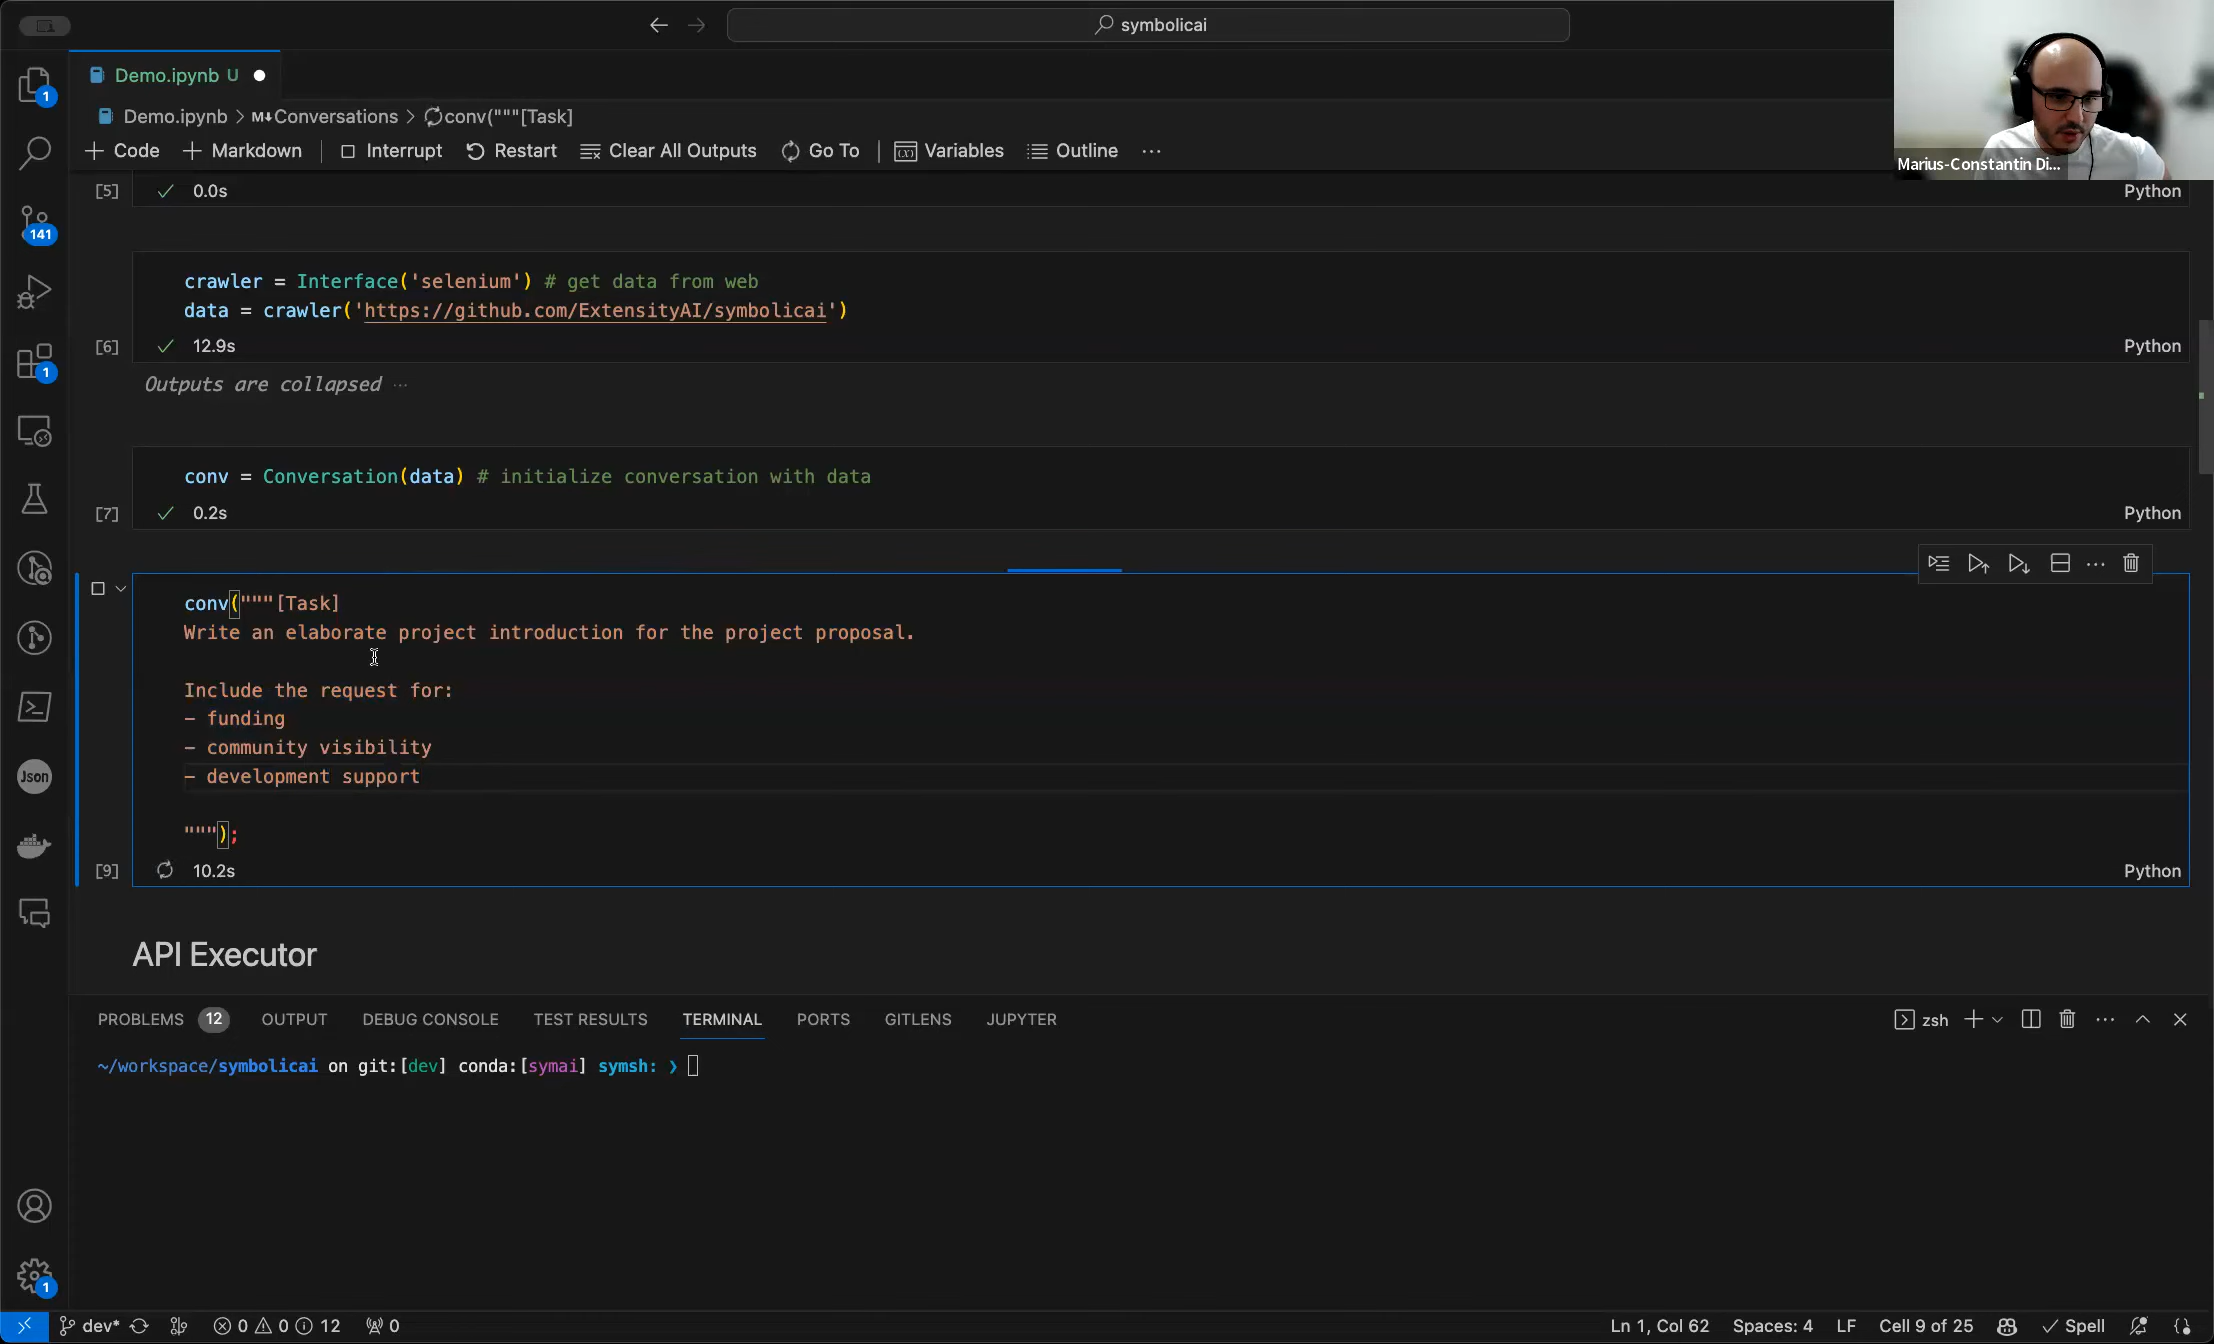 symbolicai
Demo.ipynb U
Demo.ipynb > M↓Conversations > conv("""[Task]
+ Code + Markdown Interrupt Restart Clear All Outputs Go To Variables Outline ...
Marius-Constantin Di...
[5] ✓ 0.0s Python
crawler = Interface('selenium') # get data from web
data = crawler('https://github.com/ExtensityAI/symbolicai')
[6] ✓ 12.9s Python
Outputs are collapsed ...
conv = Conversation(data) # initialize conversation with data
[7] ✓ 0.2s Python
conv("""[Task]
Write an elaborate project introduction for the project proposal.
Include the request for:
- funding
- community visibility
- development support
""");
[9] 10.2s Python
API Executor
PROBLEMS 12 OUTPUT DEBUG CONSOLE TEST RESULTS TERMINAL PORTS GITLENS JUPYTER
zsh
~/workspace/symbolicai on git:[dev] conda:[symai] symsh: ❯
1
141
1
Json
1
dev* 0 0 12 0
Ln 1, Col 62 Spaces: 4 LF Cell 9 of 25 ✓ Spell